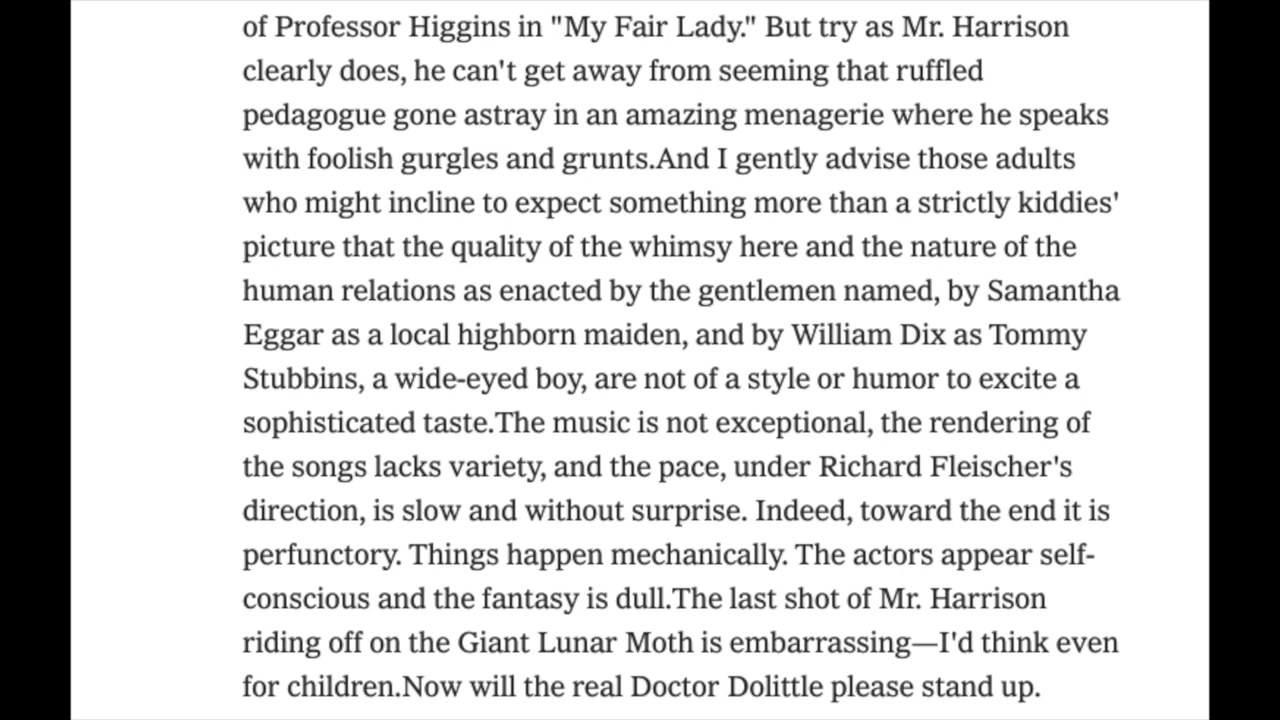 of Professor Higgins in "My Fair Lady." But try as Mr. Harrison
clearly does, he can't get away from seeming that ruffled
pedagogue gone astray in an amazing menagerie where he speaks
with foolish gurgles and grunts.And I gently advise those adults
who might incline to expect something more than a strictly kiddies'
picture that the quality of the whimsy here and the nature of the
human relations as enacted by the gentlemen named, by Samantha
Eggar as a local highborn maiden, and by William Dix as Tommy
Stubbins, a wide-eyed boy, are not of a style or humor to excite a
sophisticated taste.The music is not exceptional, the rendering of
the songs lacks variety, and the pace, under Richard Fleischer's
direction, is slow and without surprise. Indeed, toward the end it is
perfunctory. Things happen mechanically. The actors appear self-
conscious and the fantasy is dull.The last shot of Mr. Harrison
riding off on the Giant Lunar Moth is embarrassing—I'd think even
for children.Now will the real Doctor Dolittle please stand up.